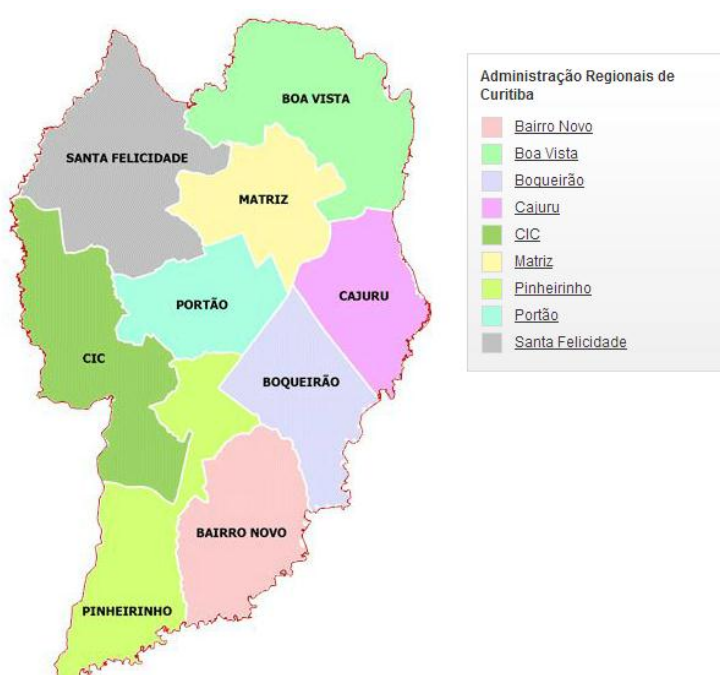 BOA VISTA
SANTA FELICIDADE
MATRIZ
PORTÃO
CAJURU
CIC
BOQUEIRÃO
BAIRRO NOVO
PINHEIRINHO
Administração Regionais de
Curitiba
Bairro Novo
Boa Vista
Boqueirão
Cajuru
CIC
Matriz
Pinheirinho
Portão
Santa Felicidade